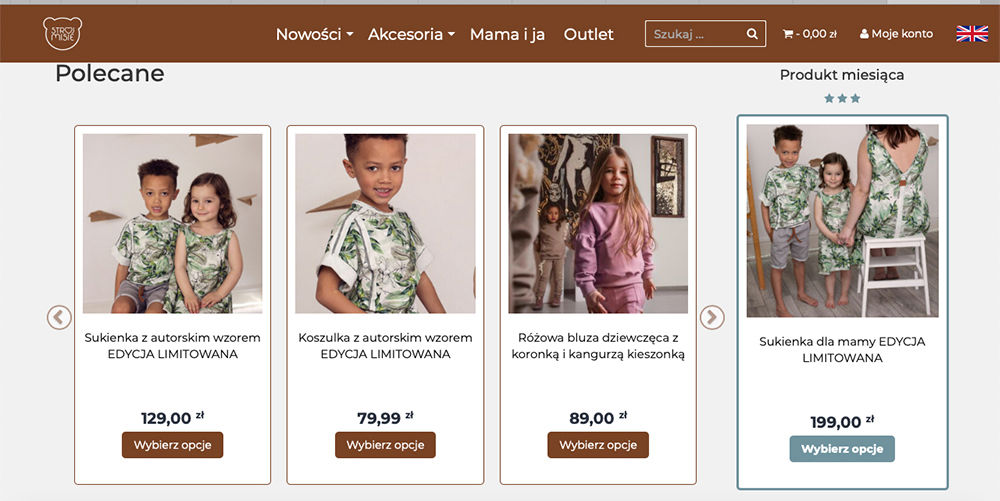 STRÓJ
MISIE
Nowości
Akcesoria
Mama i ja
Outlet
Szukaj ...
- 0,00 zł
Moje konto
Polecane
Produkt miesiąca
Sukienka z autorskim wzorem
EDYCJA LIMITOWANA
129,00 zł
Wybierz opcje
Koszulka z autorskim wzorem
EDYCJA LIMITOWANA
79,99 zł
Wybierz opcje
Różowa bluza dziewczęca z
koronką i kangurzą kieszonką
89,00 zł
Wybierz opcje
Sukienka dla mamy EDYCJA
LIMITOWANA
199,00 zł
Wybierz opcje